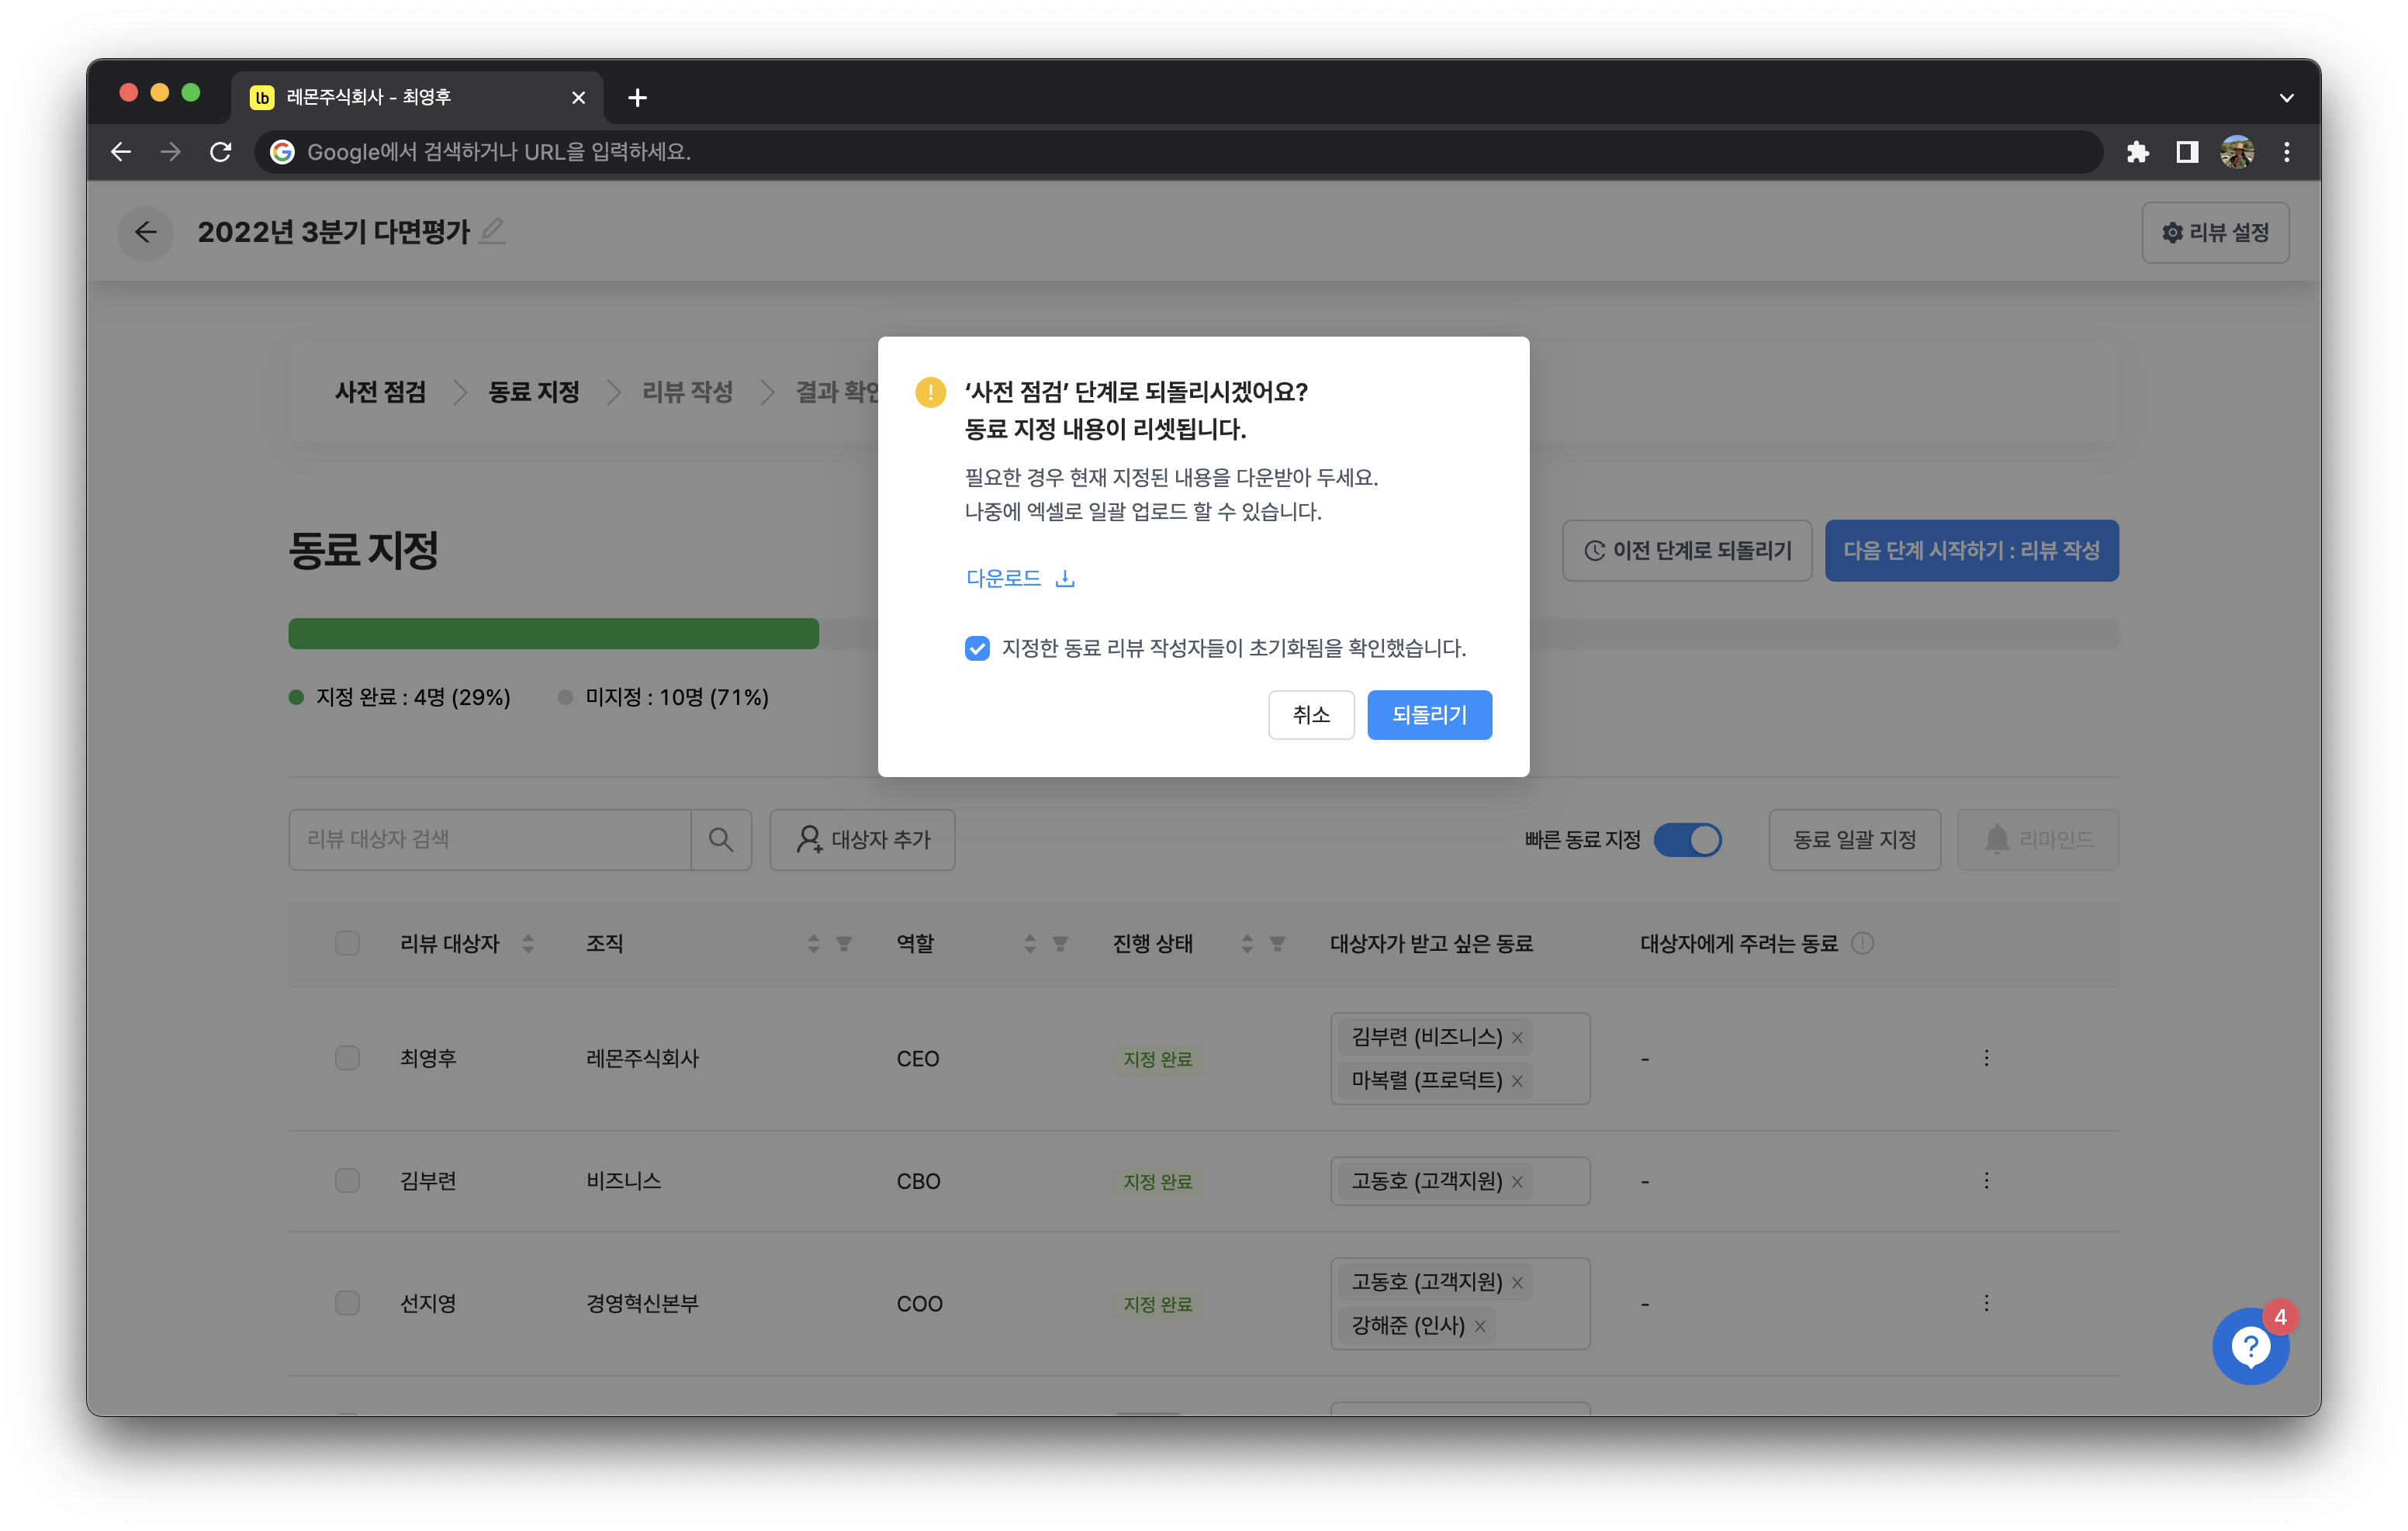 lb 레몬주식회사 - 최영후
Google에서 검색하거나 URL을 입력하세요.
2022년 3분기 다면평가
리뷰 설정
사전 점검
동료 지정
리뷰 작성
결과 확인
동료 지정
이전 단계로 되돌리기
다음 단계 시작하기 : 리뷰 작성
지정 완료 : 4명 (29%)
미지정 : 10명 (71%)
‘사전 점검’ 단계로 되돌리시겠어요?
동료 지정 내용이 리셋됩니다.
필요한 경우 현재 지정된 내용을 다운받아 두세요.
나중에 엑셀로 일괄 업로드 할 수 있습니다.
다운로드
지정한 동료 리뷰 작성자들이 초기화됨을 확인했습니다.
취소
되돌리기
리뷰 대상자 검색
대상자 추가
빠른 동료 지정
동료 일괄 지정
리마인드
리뷰 대상자
조직
역할
진행 상태
대상자가 받고 싶은 동료
대상자에게 주려는 동료
최영후
레몬주식회사
CEO
지정 완료
김부련 (비즈니스)
마복렬 (프로덕트)
-
김부련
비즈니스
CBO
지정 완료
고동호 (고객지원)
-
선지영
경영혁신본부
COO
지정 완료
고동호 (고객지원)
강해준 (인사)
-
4